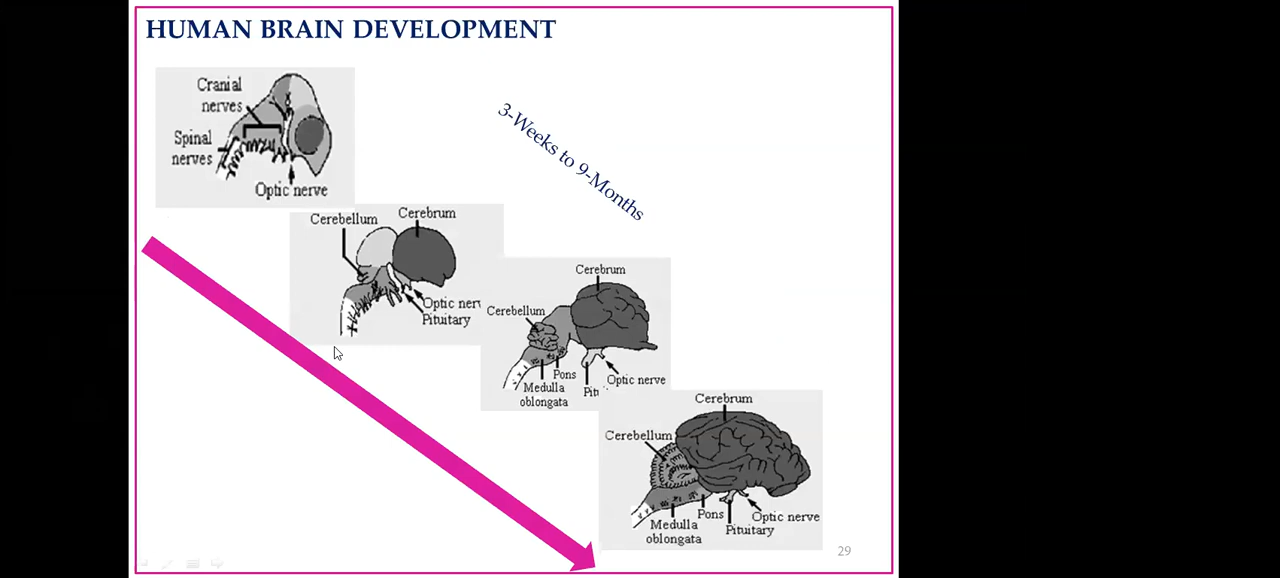 HUMAN BRAIN DEVELOPMENT
Cranial
nerves
Spinal
nerves
Optic nerve
3-Weeks to 9-Months
Cerebellum
Cerebrum
Optic nerv
Pituitary
Cerebrum
Cerebellum
Pons
Medulla
oblongata
Pitu
Optic nerve
Cerebrum
Cerebellum
Pons
Medulla
oblongata
Pituitary
Optic nerve
29